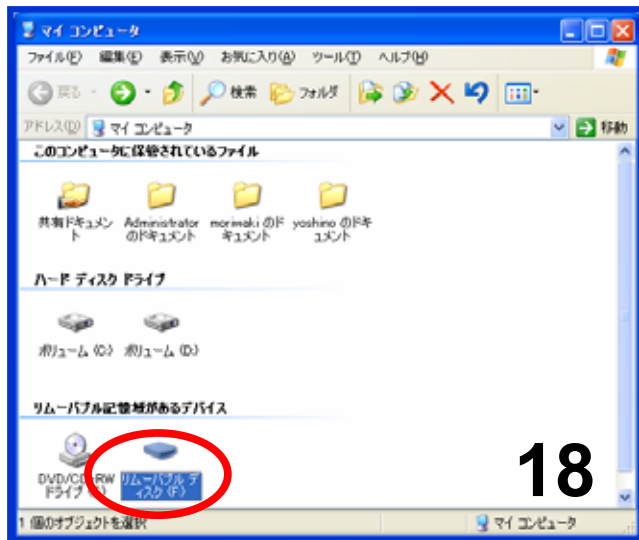 マイ コンピュータ
ファイル(F) 編集(E) 表示(V) お気に入り(A) ツール(T) ヘルプ(H)
戻る 検索 フォルダ
アドレス(D) マイ コンピュータ 移動
このコンピュータに保管されているファイル
共有ドキュメン Administrator morimaki のド yoshino のドキ
ト のドキュメント キュメント ュメント
ハード ディスク ドライブ
ボリューム (C:) ボリューム (D:)
リムーバブル記憶域があるデバイス
DVD/CD-RW リムーバブル デ
ドライブ ィスク (F:)
18
1 個のオブジェクトを選択 マイ コンピュータ